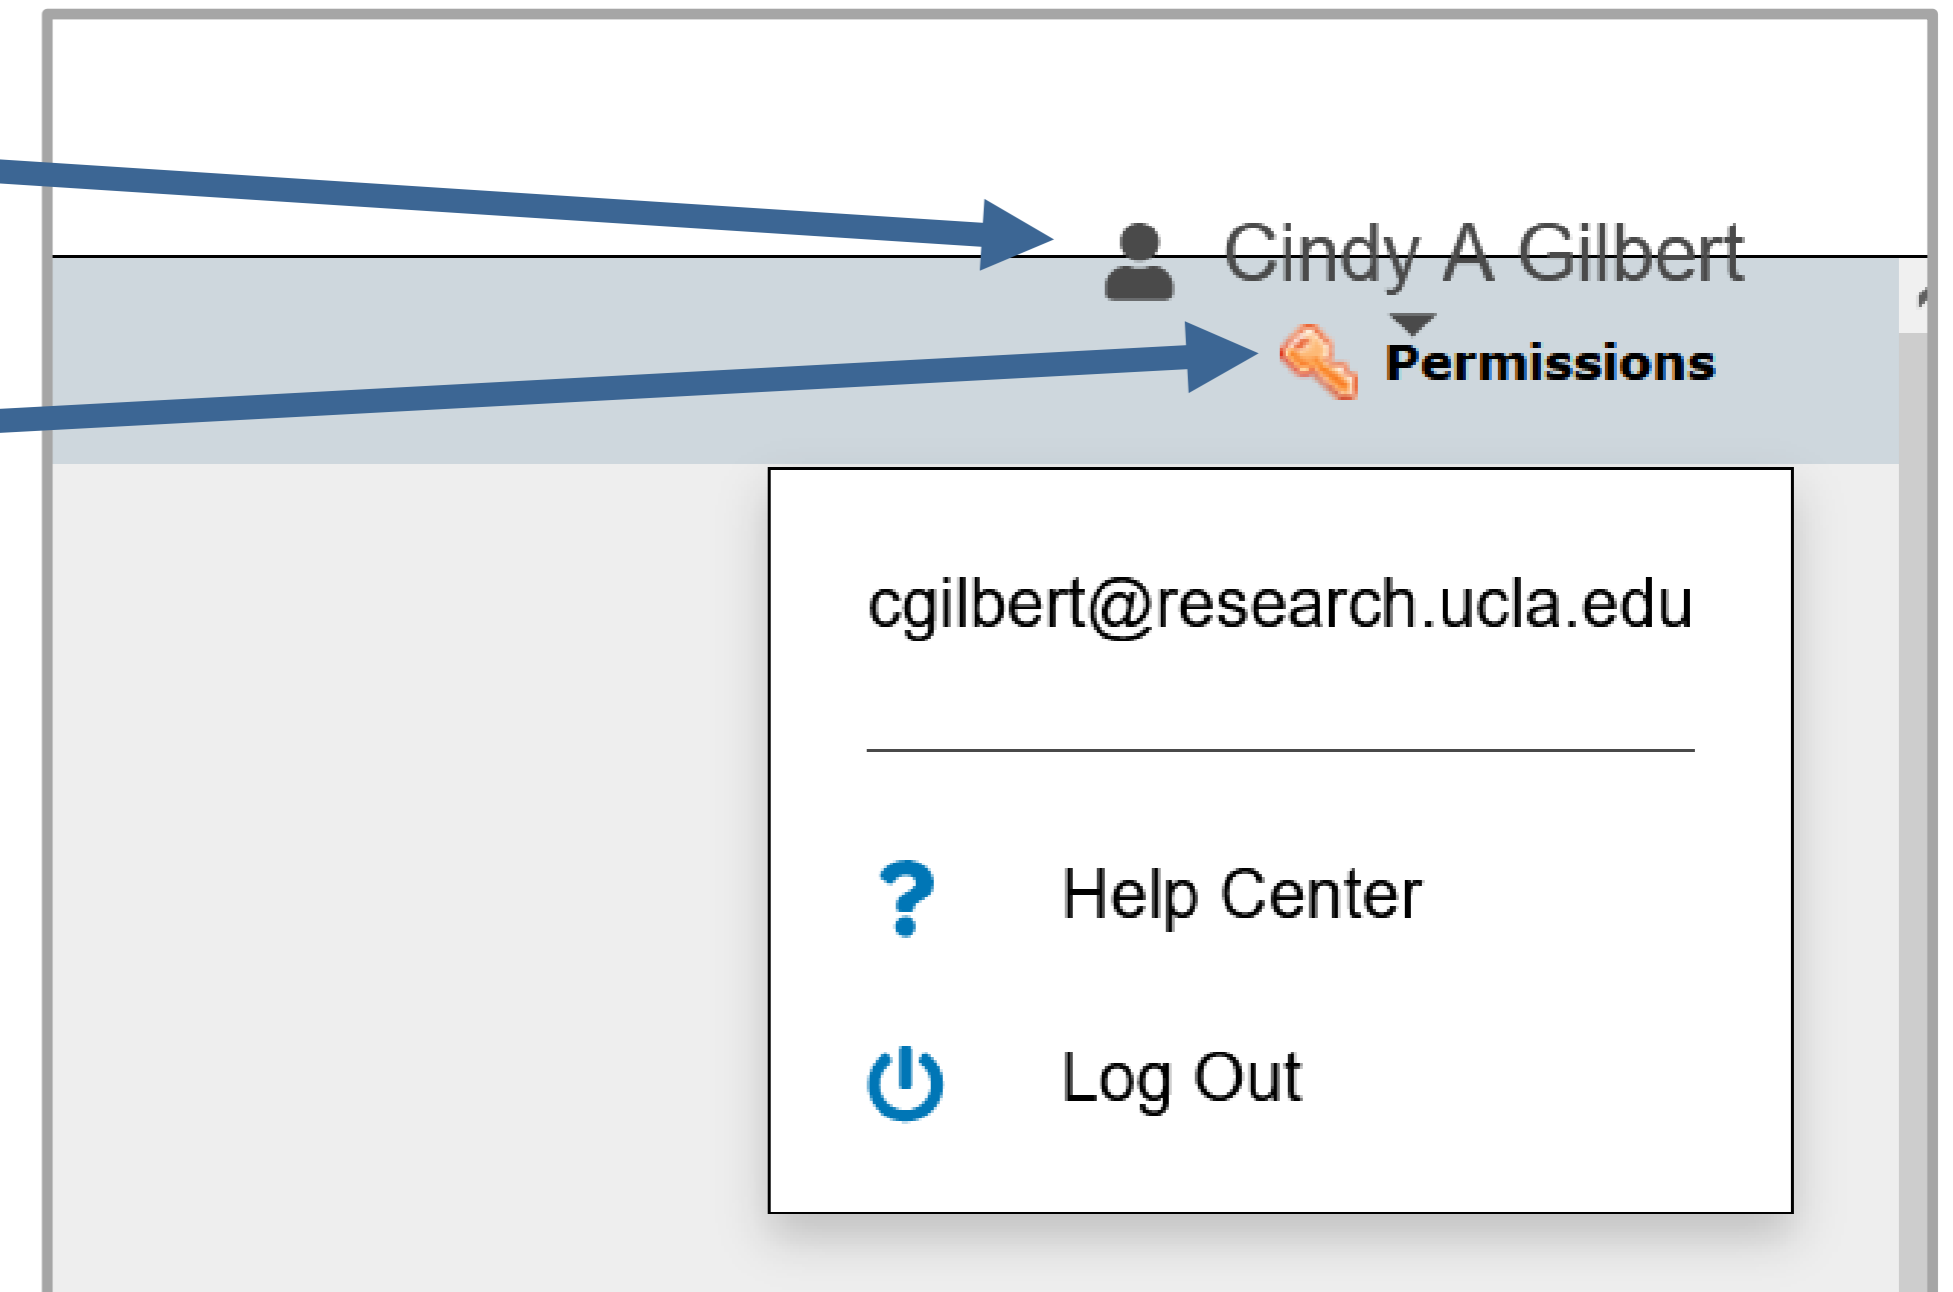 Cindy A Gilbert
Permissions
cgilbert@research.ucla.edu
Help Center
Log Out